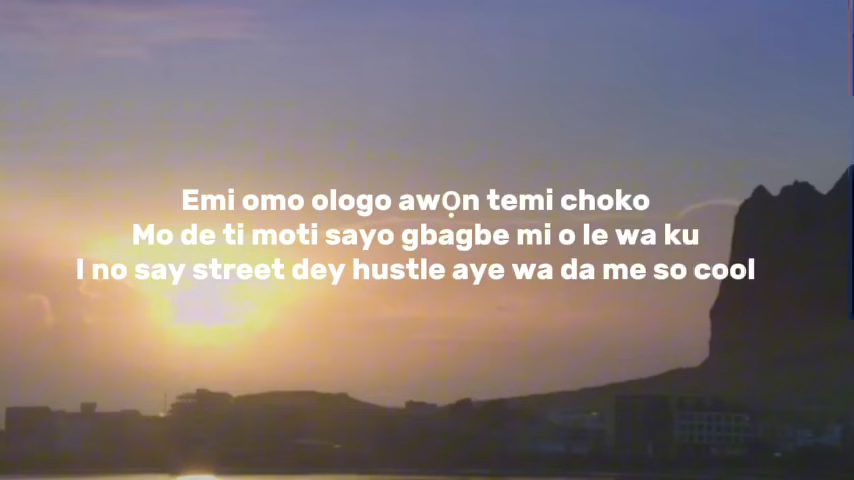 Emi omo ologo awọn temi choko
Mo de ti moti sayo gbagbe mi o le wa ku
I no say street dey hustle aye wa da me so cool